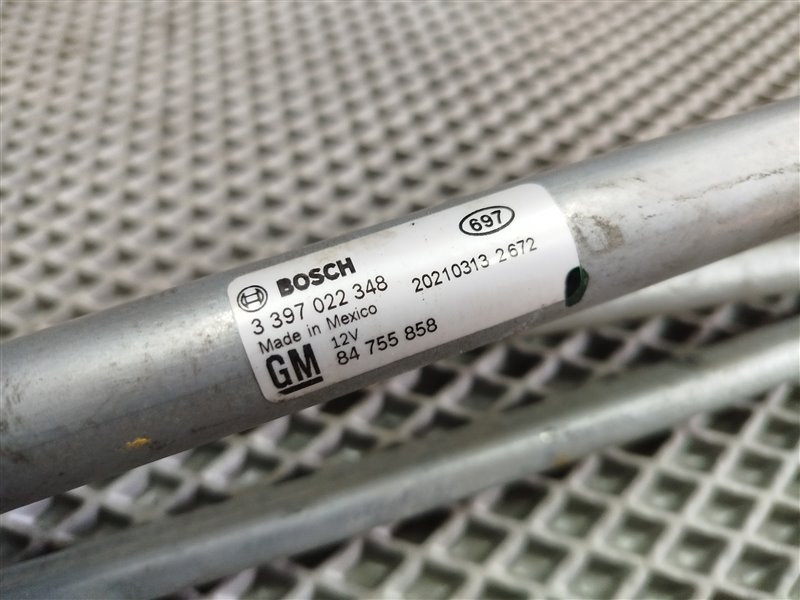 BOSCH
697
3 397 022 348
20210313 2672
Made in Mexico
12V
GM
84 755 858